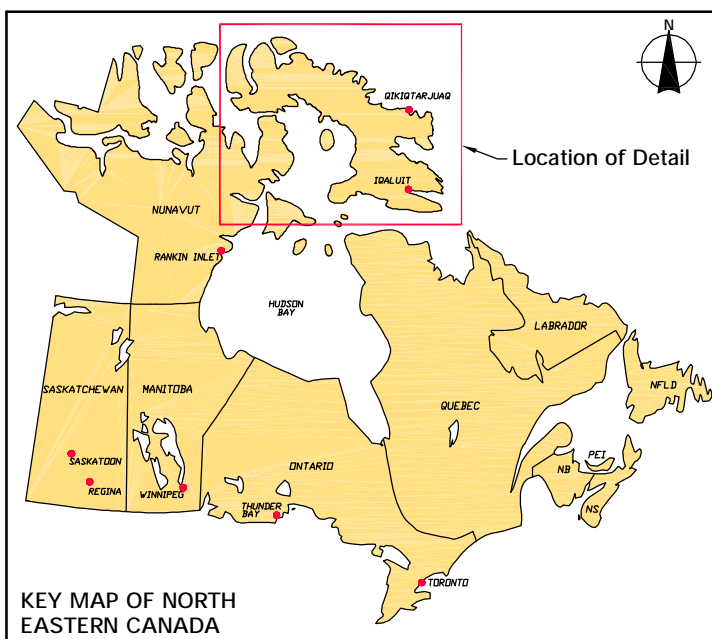 N
QIKIQTARJUAQ
Location of Detail
IQALUIT
NUNAVUT
RANKIN INLET
HUDSON
BAY
LABRADOR
SASKATCHEWAN
MANITOBA
NFLD
QUEBEC
PEI
SASKATOON
ONTARIO
NB
REGINA
WINNIPEG
THUNDER
BAY
NS
TORONTO
KEY MAP OF NORTH
EASTERN CANADA